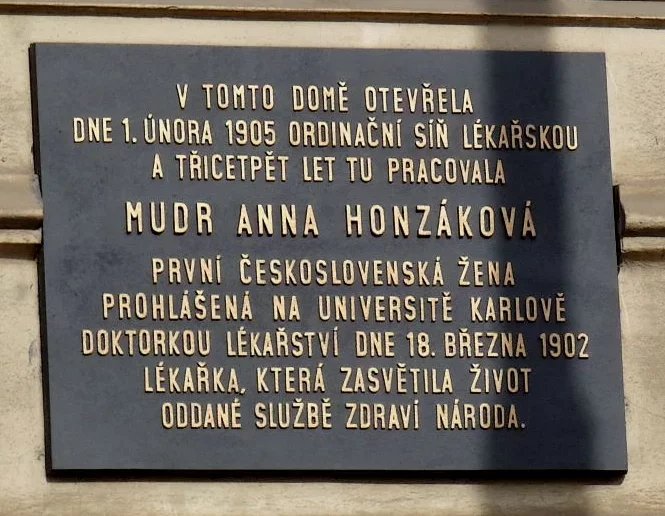 V TOMTO DOMĚ OTEVŘELA
DNE 1. ÚNORA 1905 ORDINAČNÍ SÍŇ LÉKAŘSKOU
A TŘICETPĚT LET TU PRACOVALA
MUDR ANNA HONZÁKOVÁ
PRVNÍ ČESKOSLOVENSKÁ ŽENA
PROHLÁŠENÁ NA UNIVERSITĚ KARLOVĚ
DOKTORKOU LÉKAŘSTVÍ DNE 18. BŘEZNA 1902
LÉKAŘKA, KTERÁ ZASVĚTILA ŽIVOT
ODDANÉ SLUŽBĚ ZDRAVÍ NÁRODA.